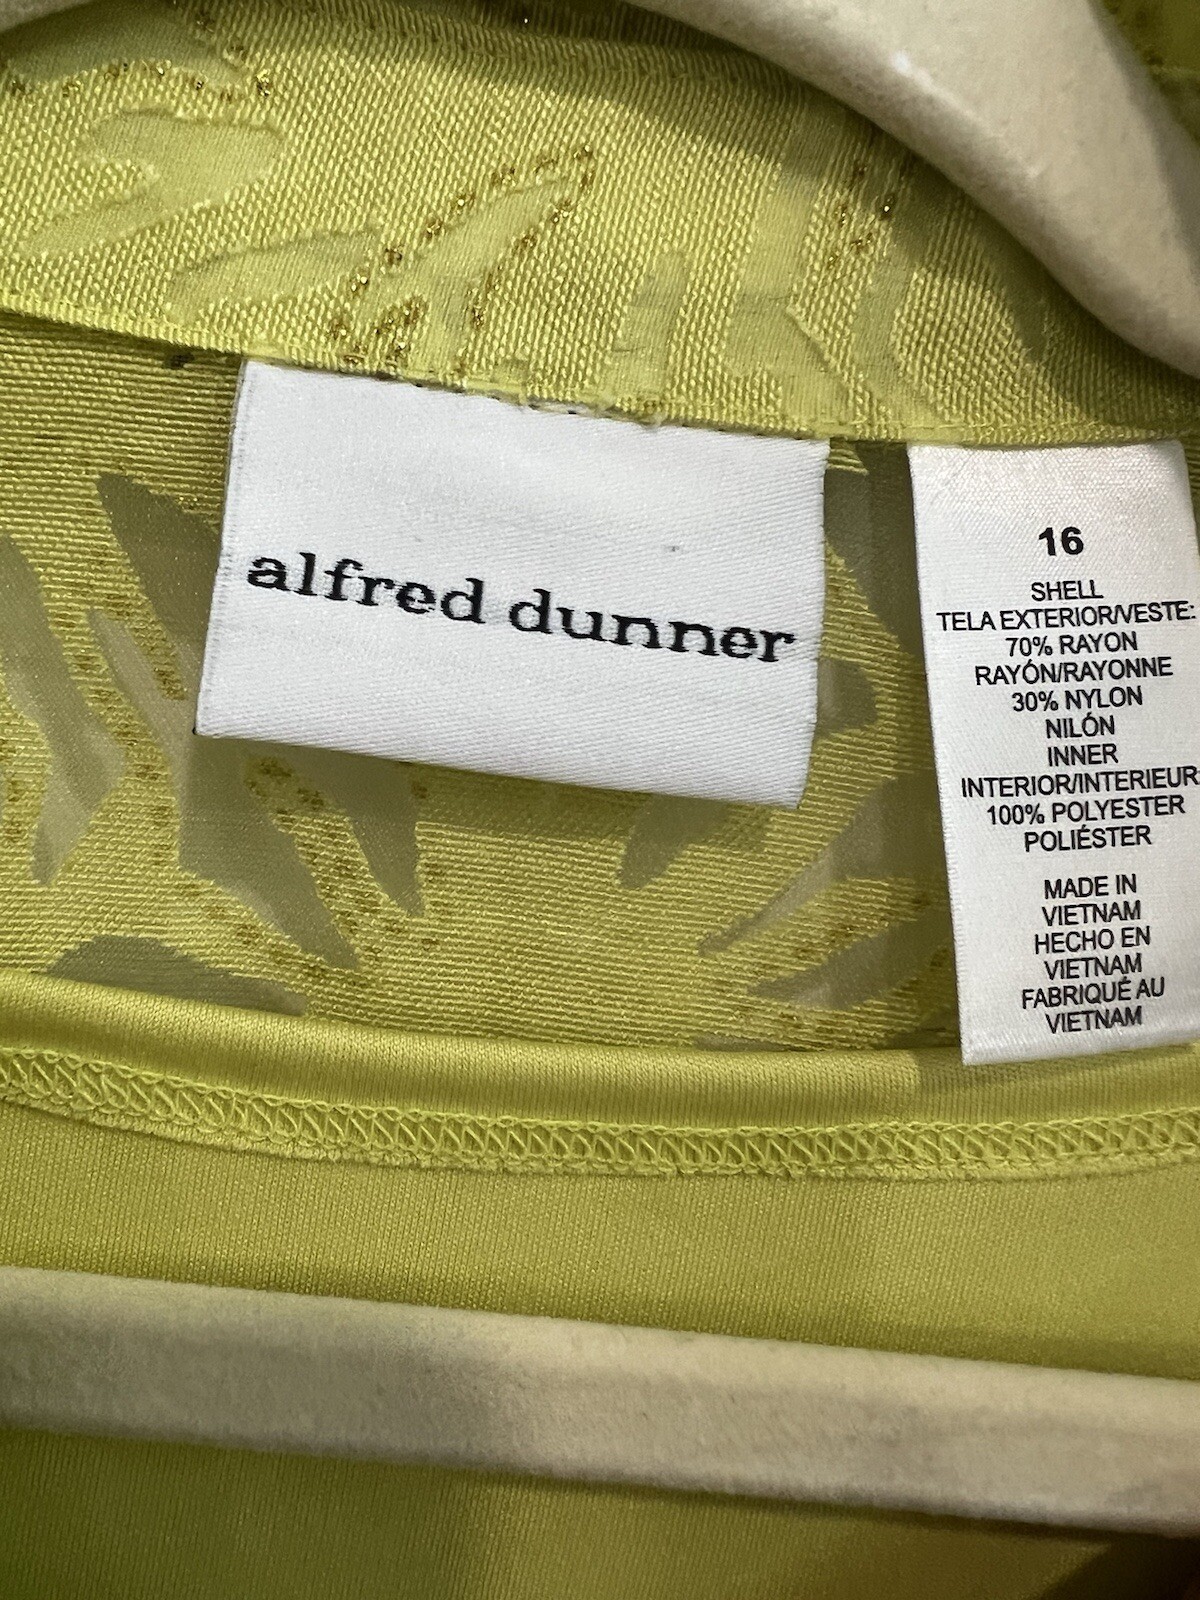 alfred dunner
16
SHELL
TELA EXTERIOR/VESTE:
70% RAYON
RAYÓN/RAYONNE
30% NYLON
NILÓN
INNER
INTERIOR/INTERIEUR:
100% POLYESTER
POLIÉSTER
MADE IN
VIETNAM
HECHO EN
VIETNAM
FABRIQUÉ AU
VIETNAM